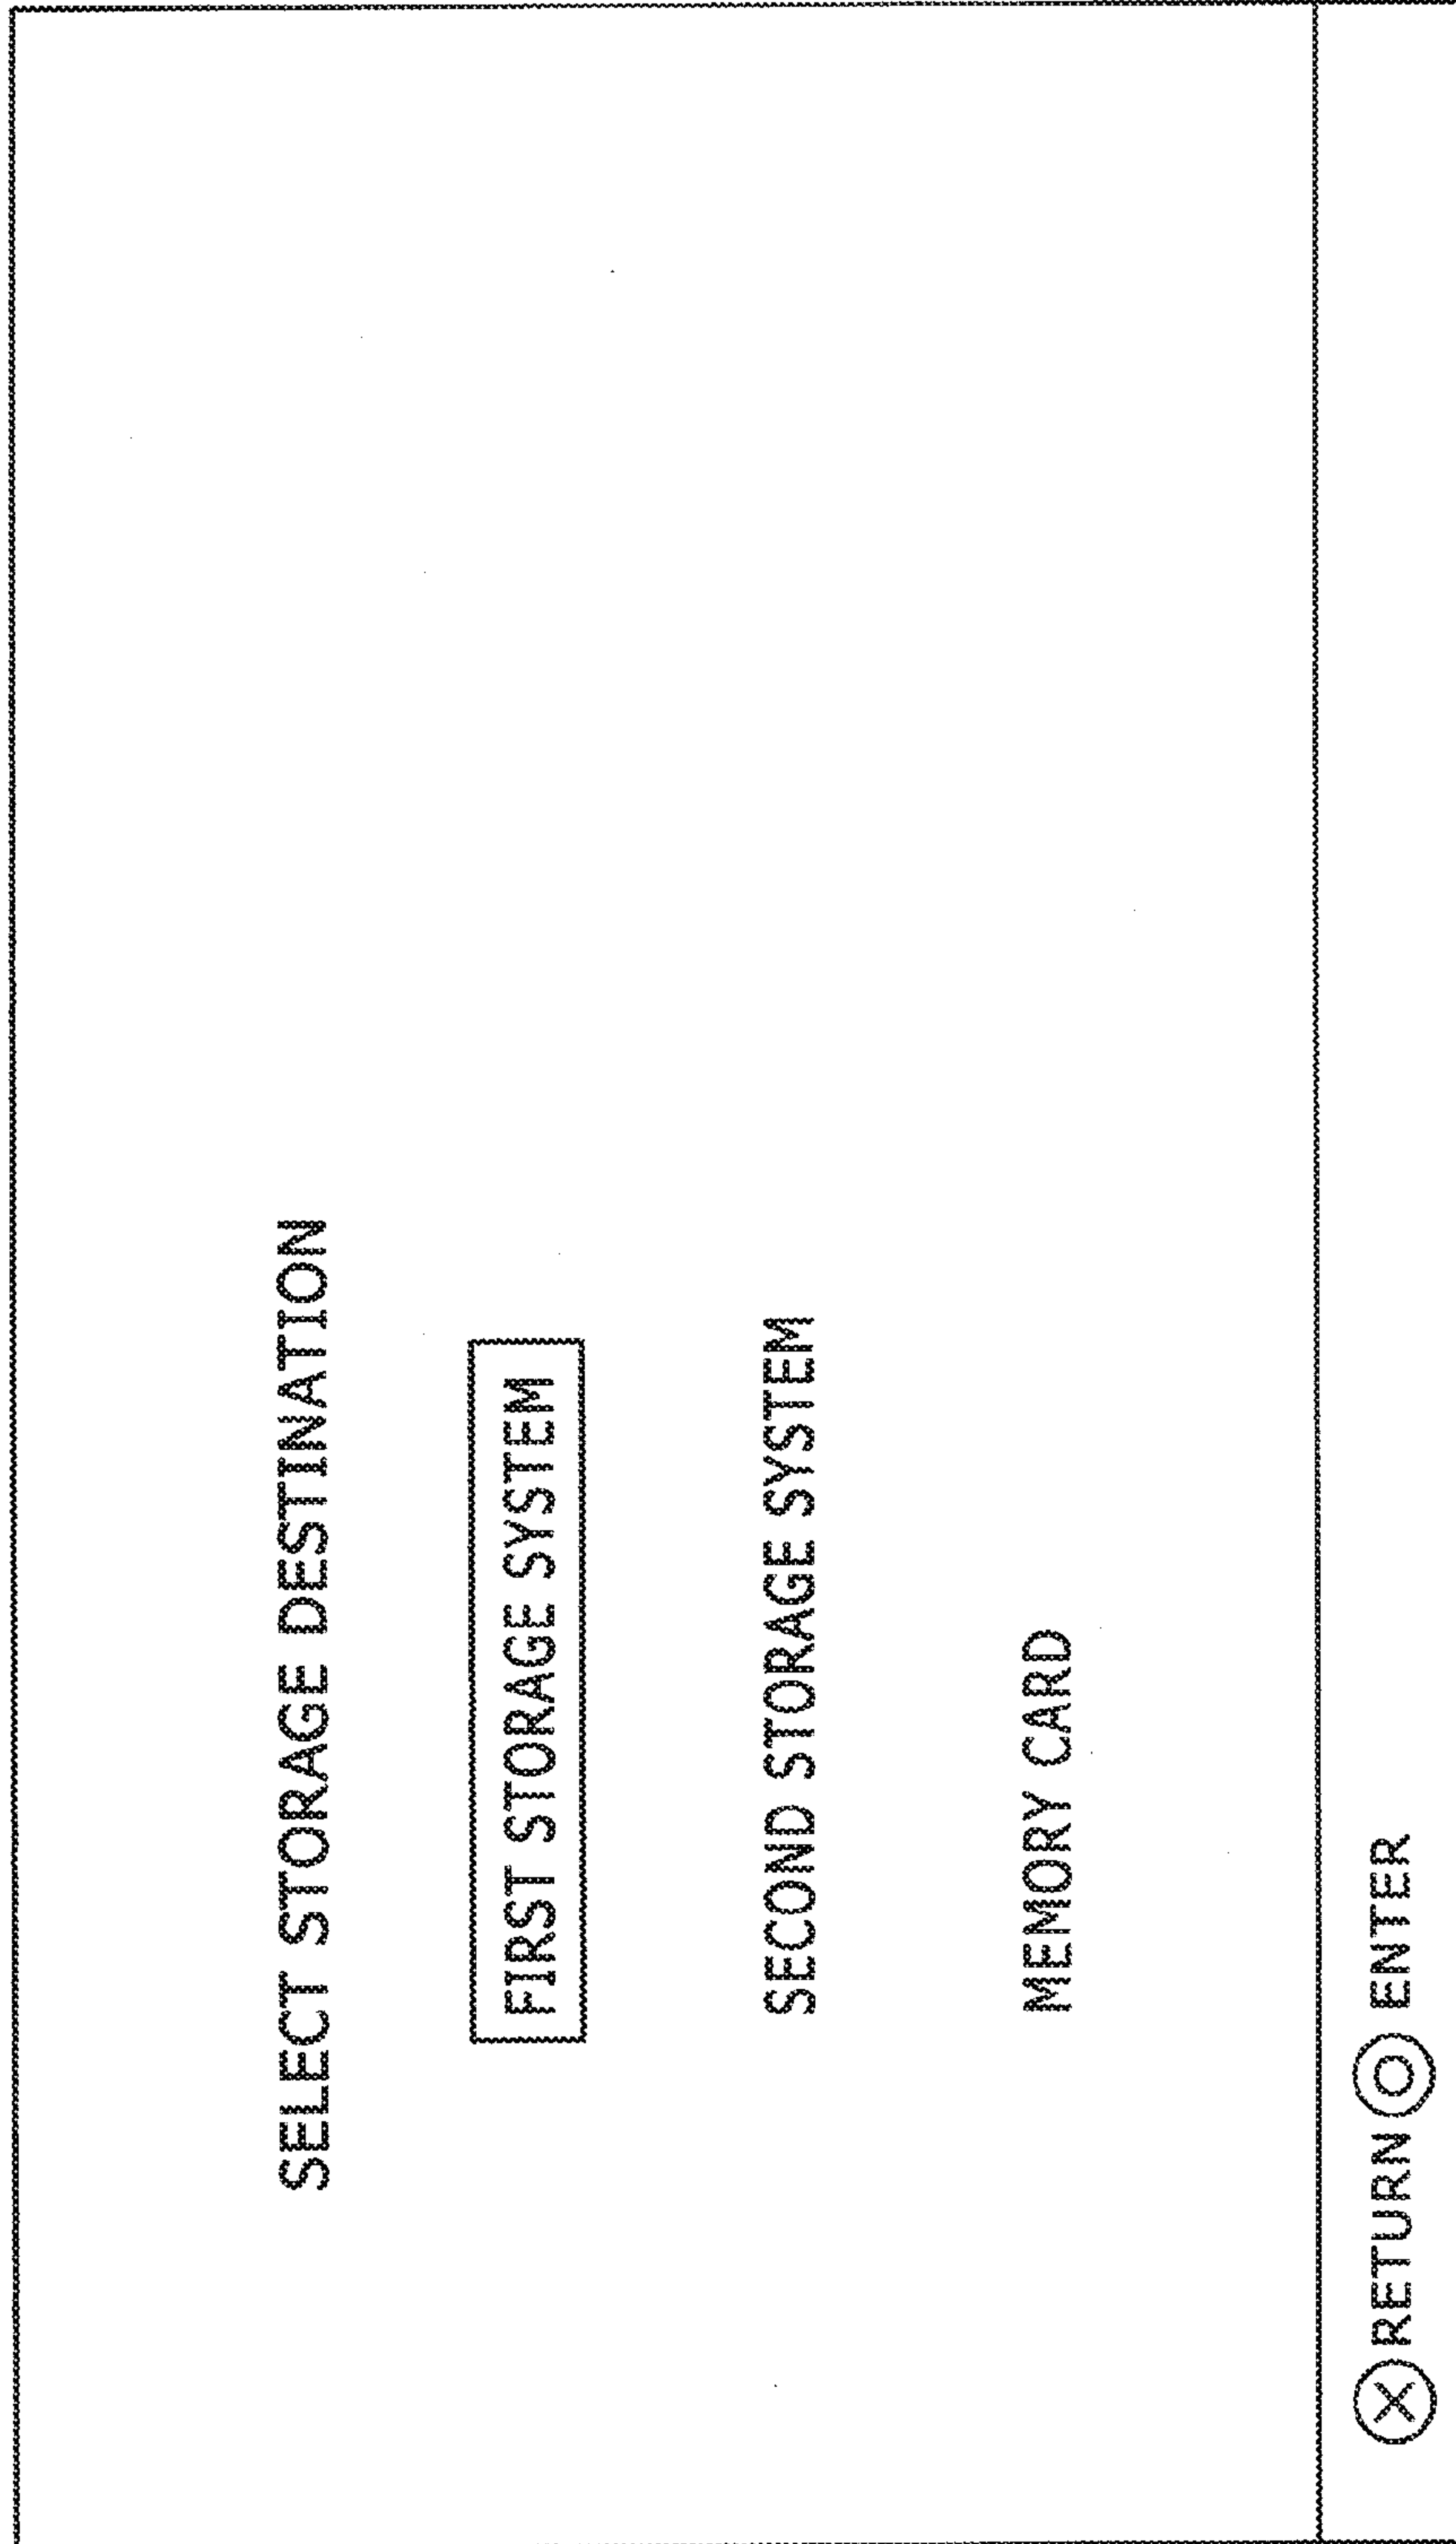 SELECT STORAGE DESTINATION
FIRST STORAGE SYSTEM
SECOND STORAGE SYSTEM
MEMORY CARD
RETURN ENTER